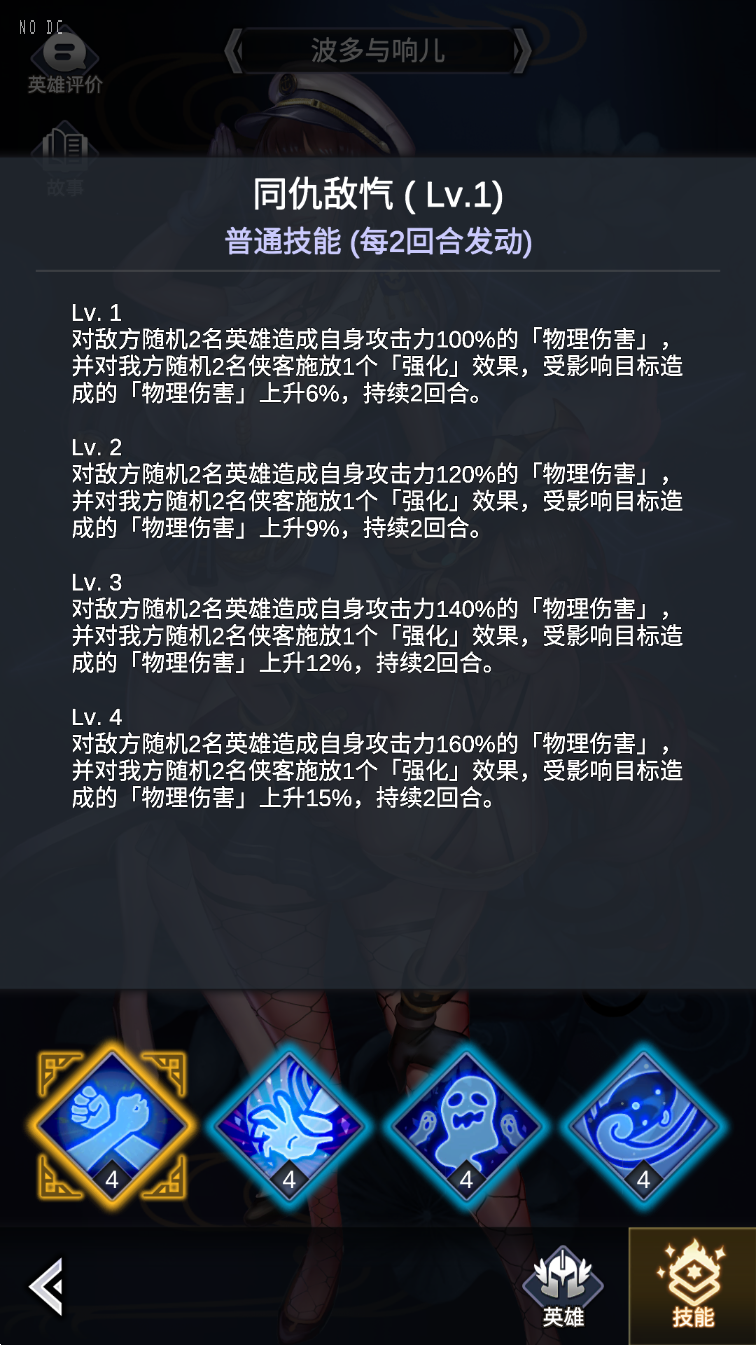 NO DC
波多与响儿
英雄评价
故事
同仇敌忾 ( Lv.1)
普通技能 (每2回合发动)
Lv. 1
对敌方随机2名英雄造成自身攻击力100%的「物理伤害」，
并对我方随机2名侠客施放1个「强化」效果，受影响目标造
成的「物理伤害」上升6%，持续2回合。
Lv. 2
对敌方随机2名英雄造成自身攻击力120%的「物理伤害」，
并对我方随机2名侠客施放1个「强化」效果，受影响目标造
成的「物理伤害」上升9%，持续2回合。
Lv. 3
对敌方随机2名英雄造成自身攻击力140%的「物理伤害」，
并对我方随机2名侠客施放1个「强化」效果，受影响目标造
成的「物理伤害」上升12%，持续2回合。
Lv. 4
对敌方随机2名英雄造成自身攻击力160%的「物理伤害」，
并对我方随机2名侠客施放1个「强化」效果，受影响目标造
成的「物理伤害」上升15%，持续2回合。
4 4 4 4
英雄 技能